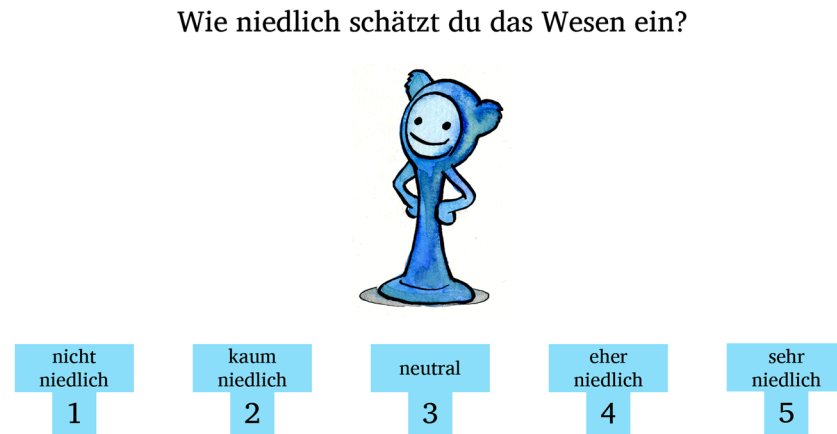 Wie niedlich schätzt du das Wesen ein?
nicht
niedlich
1
kaum
niedlich
2
neutral
3
eher
niedlich
4
sehr
niedlich
5